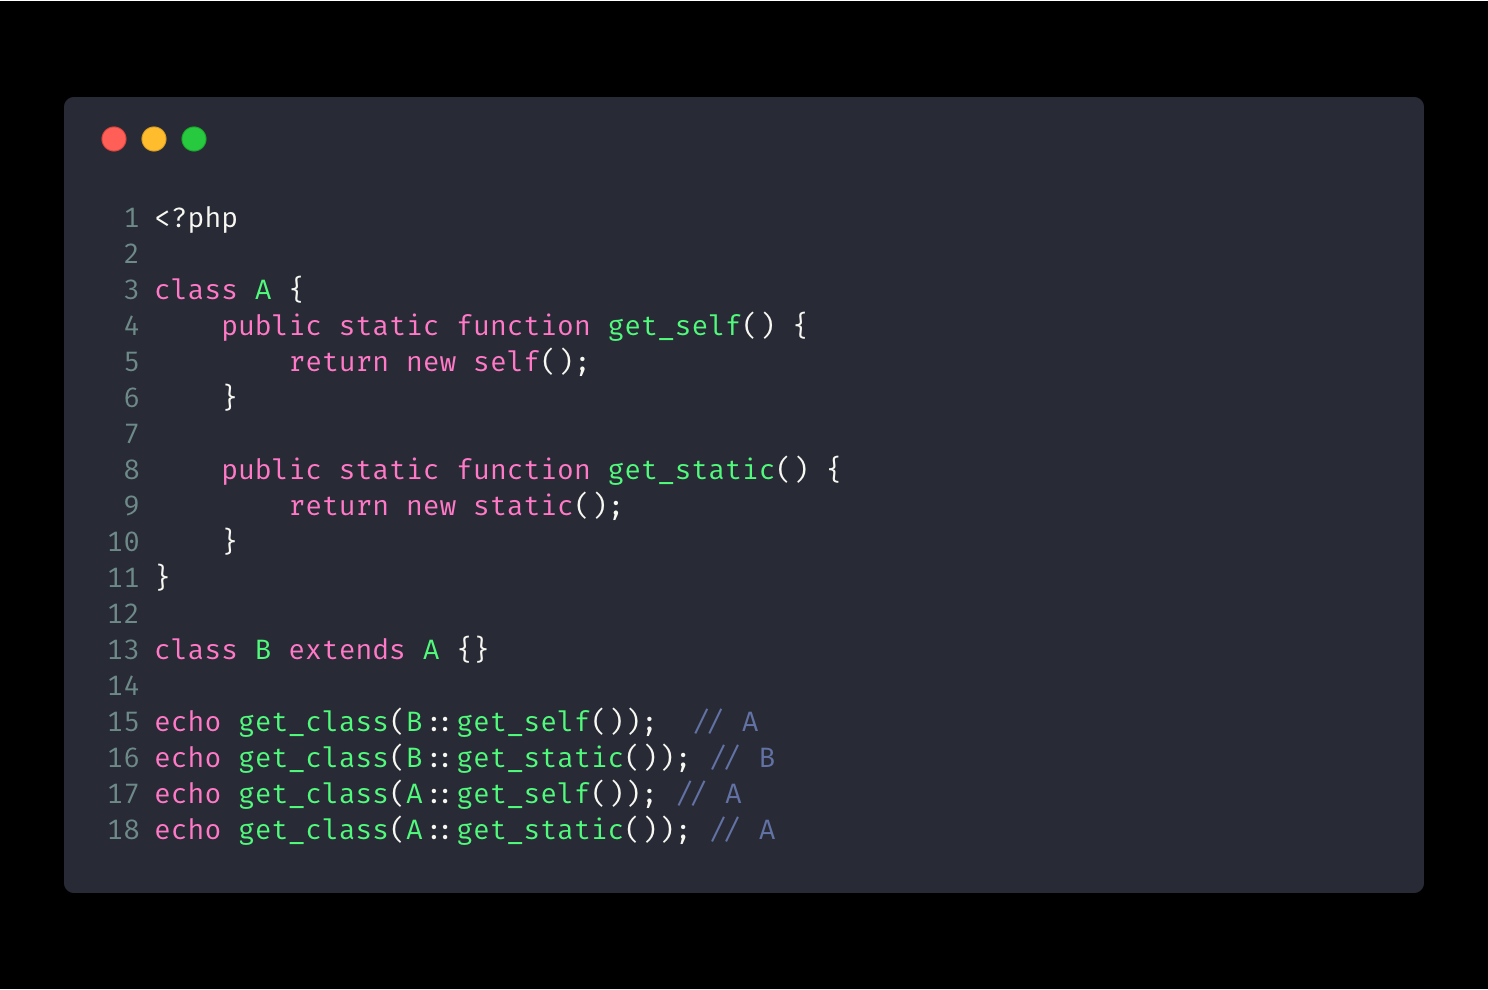 1 <?php
2
3 class A {
4     public static function get_self() {
5         return new self();
6     }
7
8     public static function get_static() {
9         return new static();
10     }
11 }
12
13 class B extends A {}
14
15 echo get_class(B::get_self());  // A
16 echo get_class(B::get_static()); // B
17 echo get_class(A::get_self()); // A
18 echo get_class(A::get_static()); // A